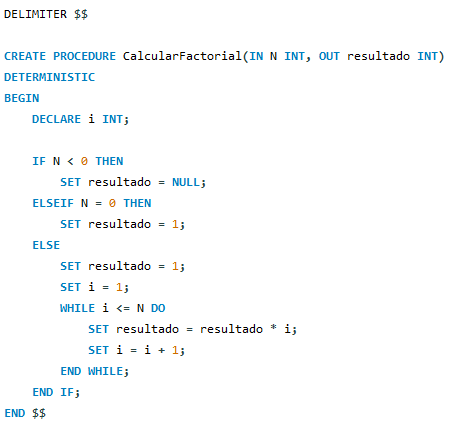 DELIMITER $$

CREATE PROCEDURE CalcularFactorial(IN N INT, OUT resultado INT)
DETERMINISTIC
BEGIN
    DECLARE i INT;

    IF N < 0 THEN
        SET resultado = NULL;
    ELSEIF N = 0 THEN
        SET resultado = 1;
    ELSE
        SET resultado = 1;
        SET i = 1;
        WHILE i <= N DO
            SET resultado = resultado * i;
            SET i = i + 1;
        END WHILE;
    END IF;
END $$